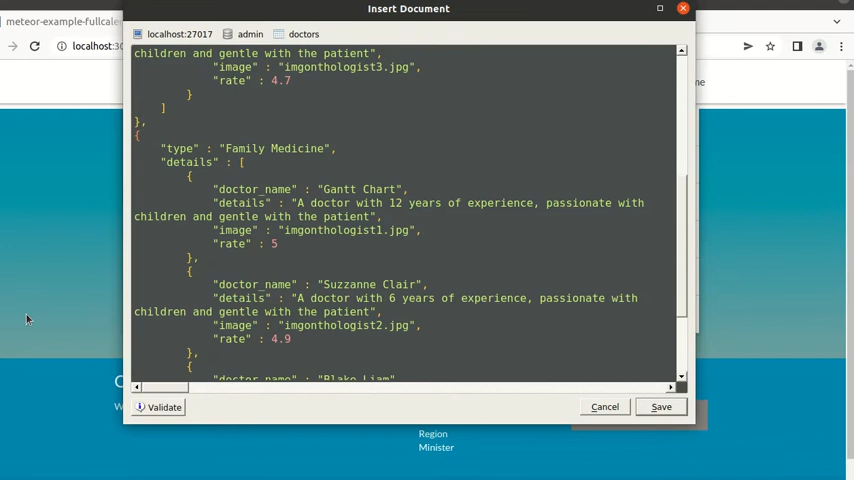 Insert Document
meteor-example-fullcale
localhost:27017 admin doctors
localhost:30
children and gentle with the patient",
"image" : "imgonthologist3.jpg",
"rate" : 4.7
}
]
},
{
"type" : "Family Medicine",
"details" : [
{
"doctor_name" : "Gantt Chart",
"details" : "A doctor with 12 years of experience, passionate with
children and gentle with the patient",
"image" : "imgonthologist1.jpg",
"rate" : 5
},
{
"doctor_name" : "Suzzanne Clair",
"details" : "A doctor with 6 years of experience, passionate with
children and gentle with the patient",
"image" : "imgonthologist2.jpg",
"rate" : 4.9
},
{
"doctor_name" : "Blake Liam",
Validate Cancel Save
Region
Minister